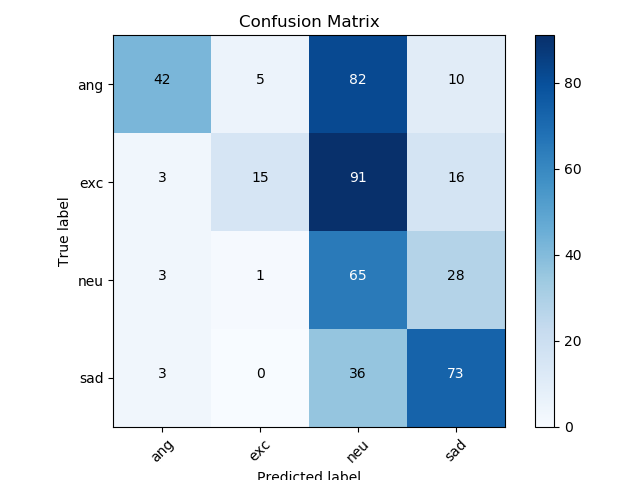 Confusion Matrix
ang 42 5 82 10
exc 3 15 91 16
neu 3 1 65 28
sad 3 0 36 73
ang exc neu sad
True label
Predicted label
80
60
40
20
0